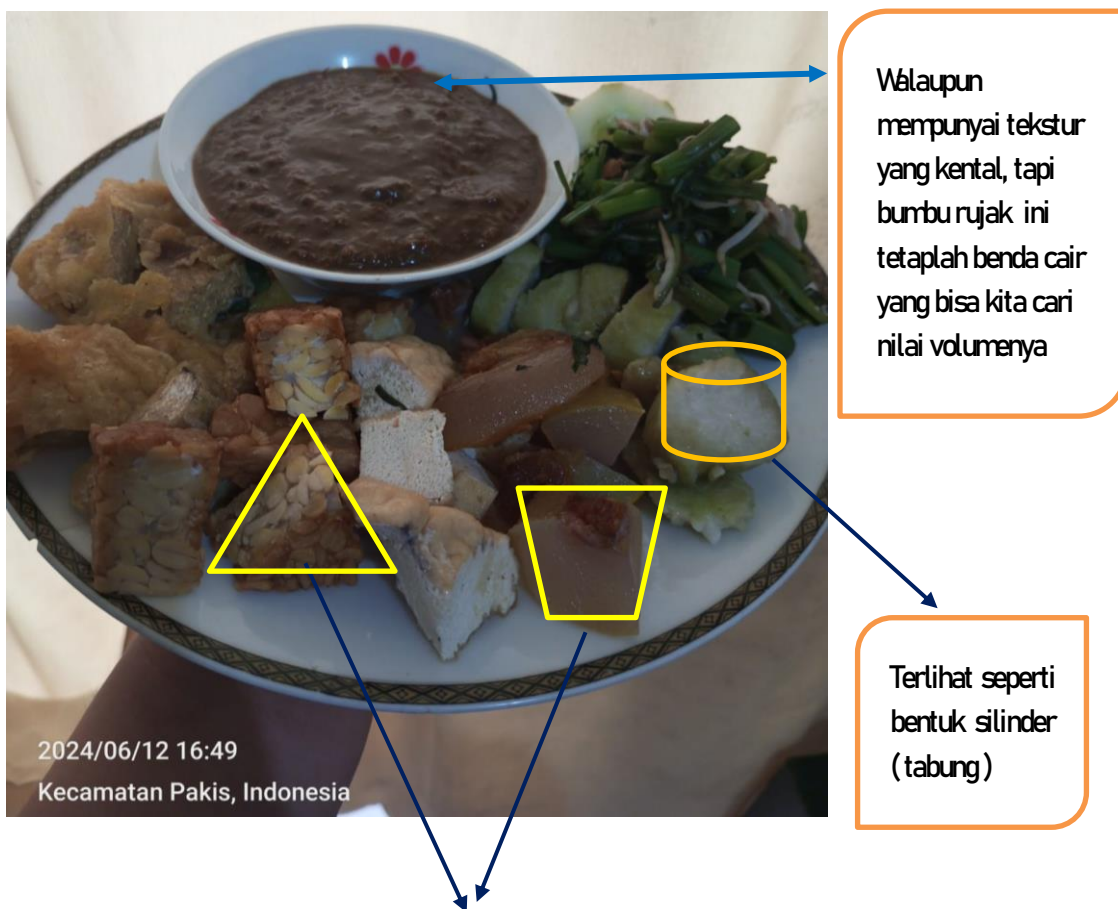 Walaupun
mempunyai tekstur
yang kental, tapi
bumbu rujak ini
tetaplah benda cair
yang bisa kita cari
nilai volumenya
Terlihat seperti
bentuk silinder
(tabung)
2024/06/12 16:49
Kecamatan Pakis, Indonesia